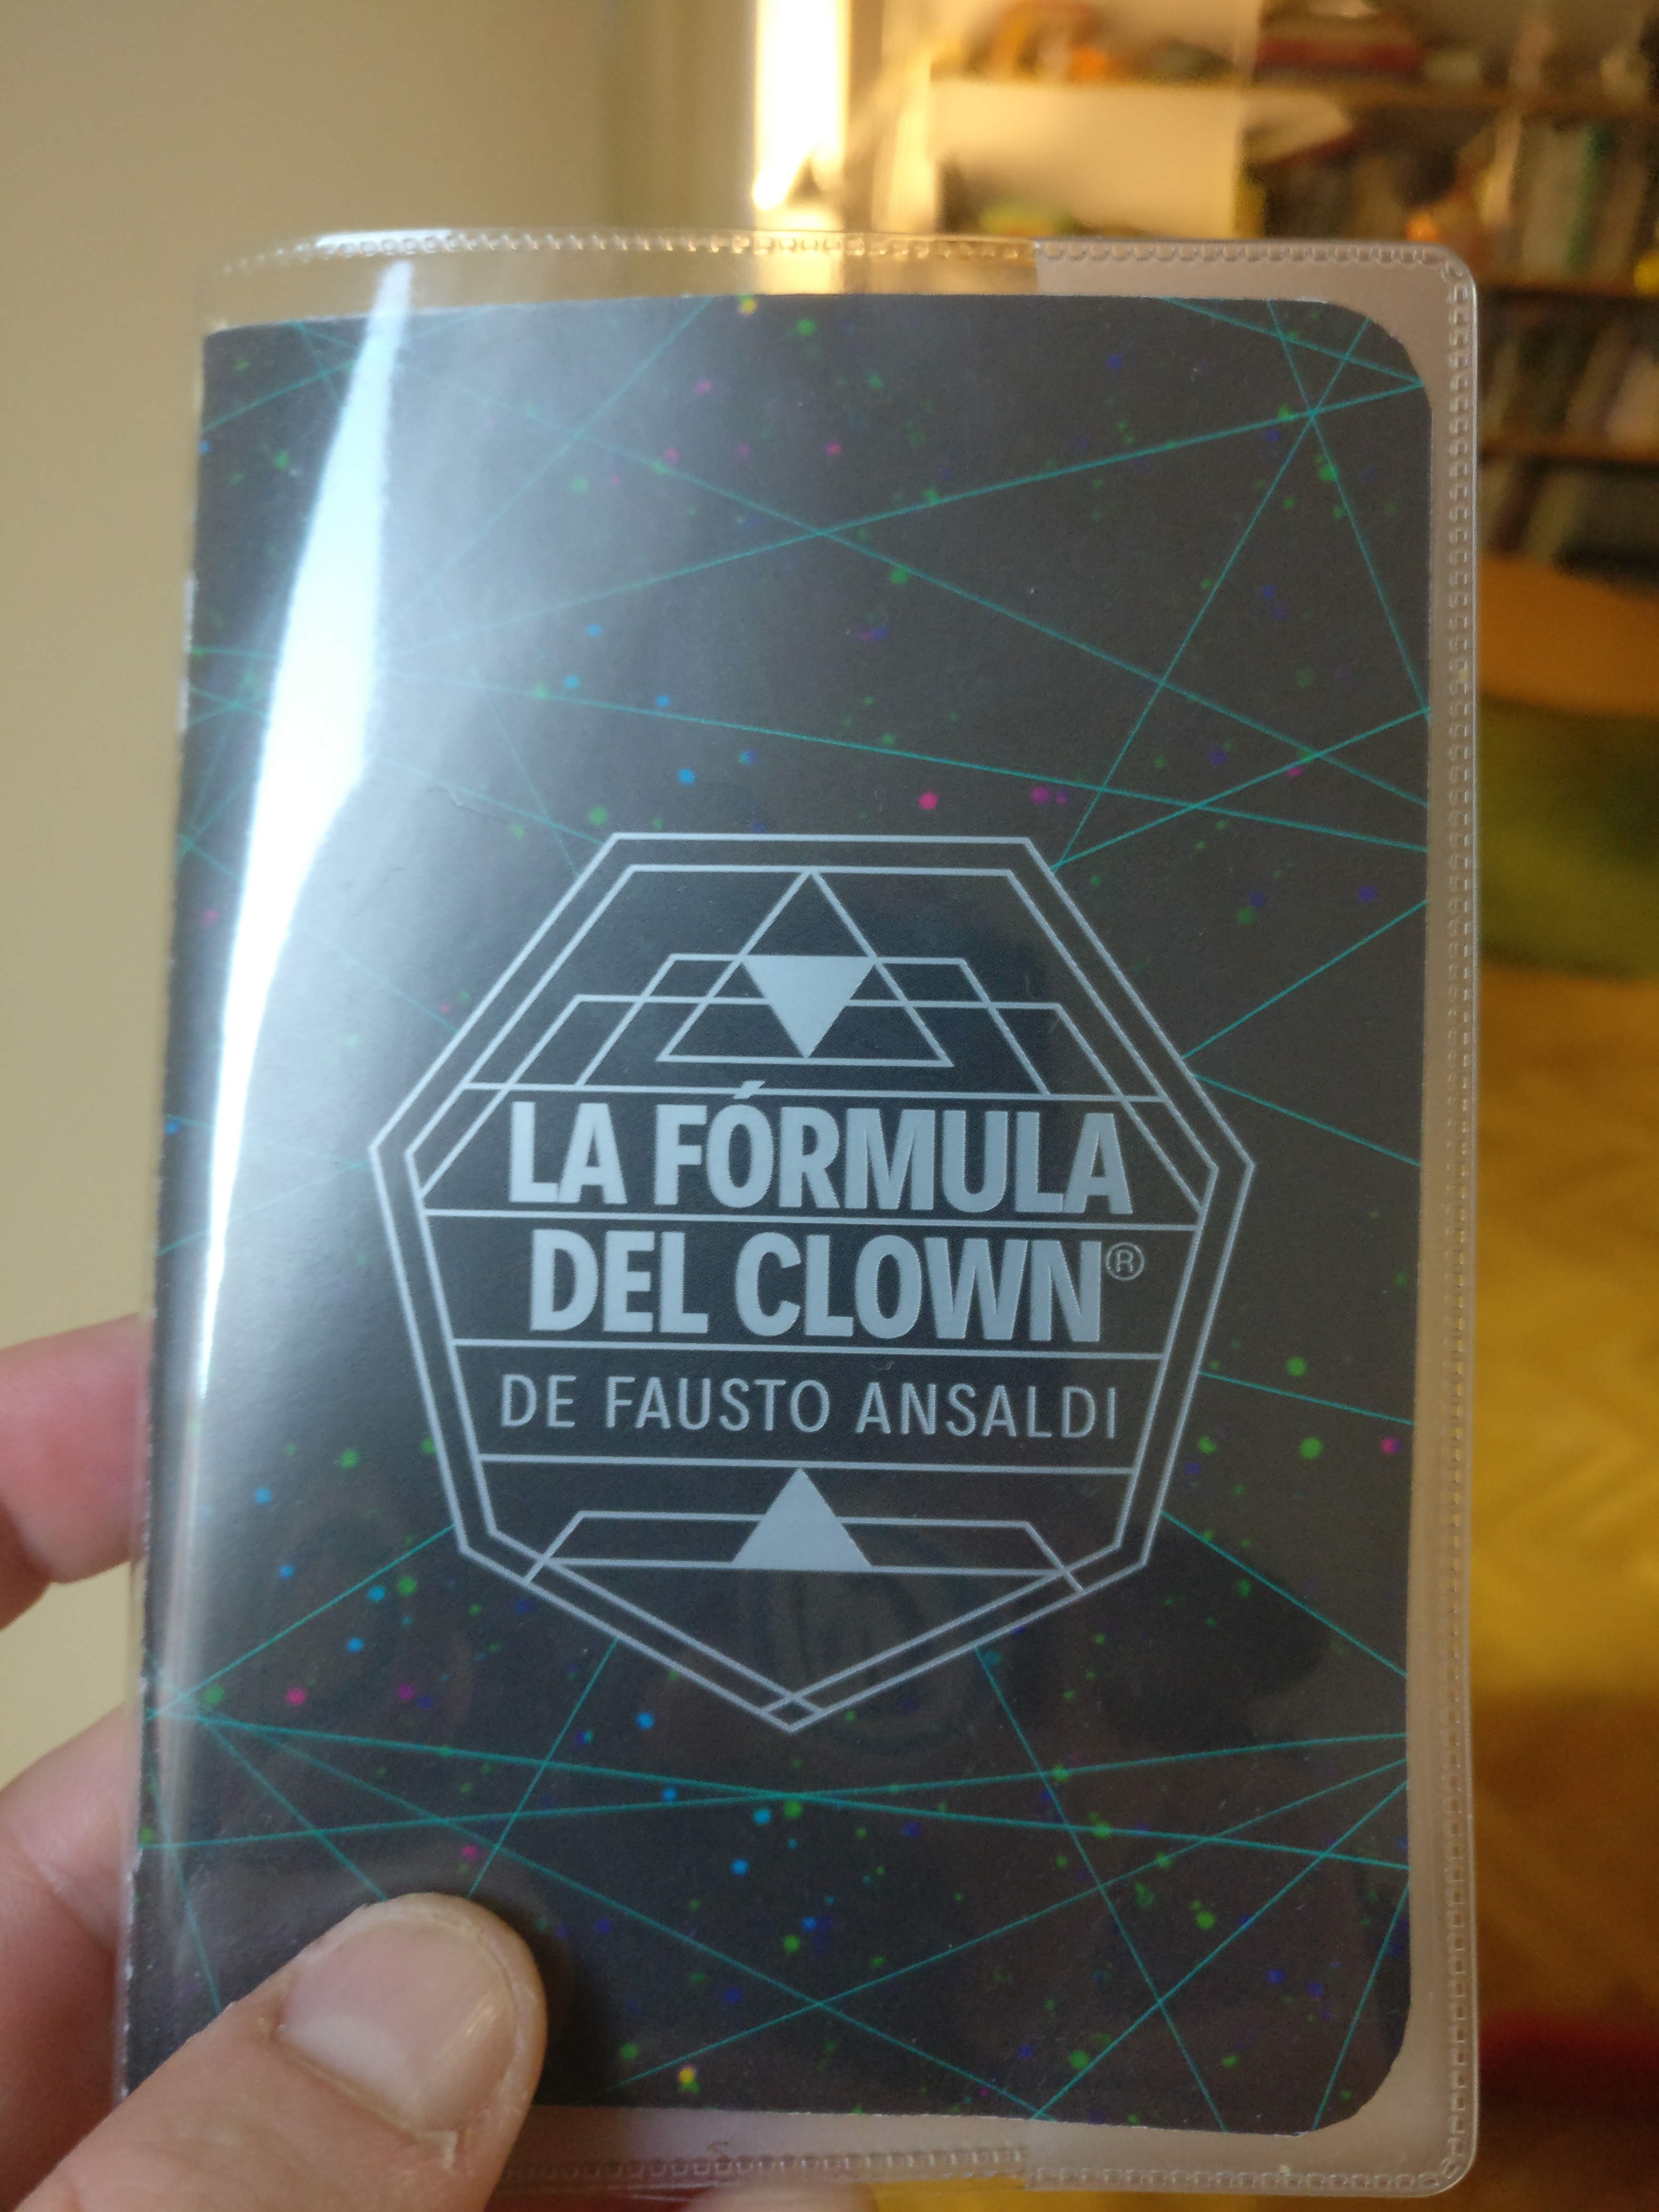 LA FÓRMULA
DEL CLOWN®
DE FAUSTO ANSALDI